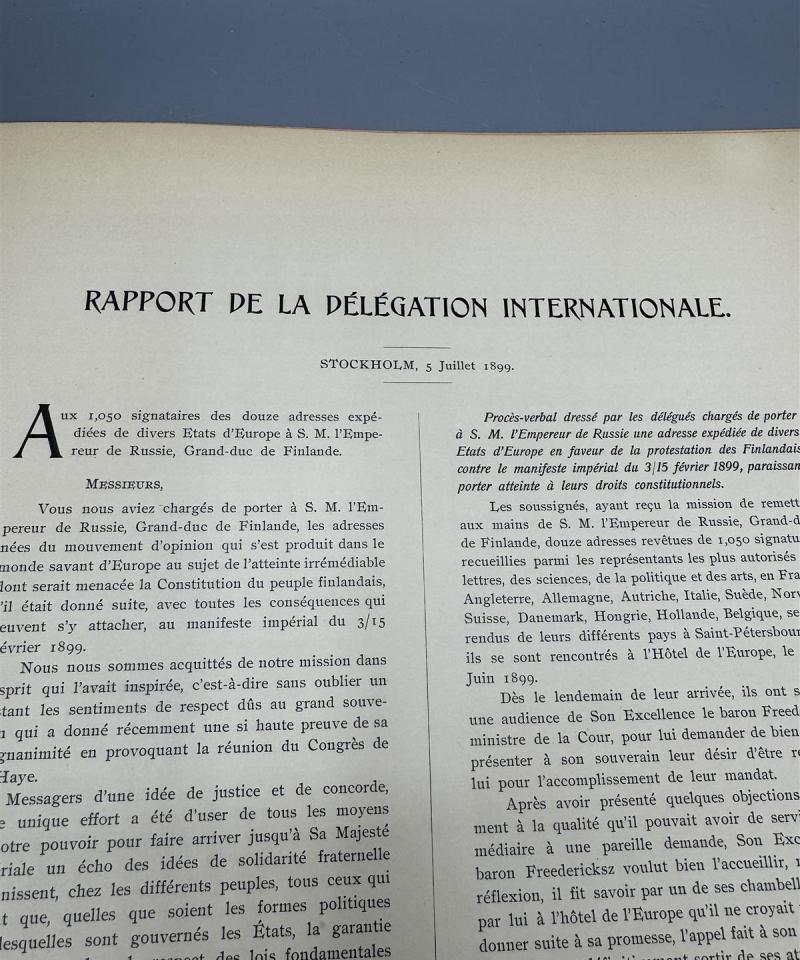 RAPPORT DE LA DÉLÉGATION INTERNATIONALE.
STOCKHOLM, 5 Juillet 1899.
Aux 1,050 signataires des douze adresses expé-
diées de divers Etats d'Europe à S. M. l'Empe-
reur de Russie, Grand-duc de Finlande.
Messieurs,
Vous nous aviez chargés de porter à S. M. l'Em-
pereur de Russie, Grand-duc de Finlande, les adresses
nées du mouvement d'opinion qui s'est produit dans le
monde savant d'Europe au sujet de l'atteinte irrémédiable
dont serait menacée la Constitution du peuple finlandais,
'il était donné suite, avec toutes les conséquences qui
euvent s'y attacher, au manifeste impérial du 3/15
évrier 1899.
Nous nous sommes acquittés de notre mission dans
sprit qui l'avait inspirée, c'est-à-dire sans oublier un
stant les sentiments de respect dûs au grand souve-
n qui a donné récemment une si haute preuve de sa
gnanimité en provoquant la réunion du Congrès de
Haye.
Messagers d'une idée de justice et de concorde,
e unique effort a été d'user de tous les moyens
otre pouvoir pour faire arriver jusqu'à Sa Majesté
riale un écho des idées de solidarité fraternelle
nissent, chez les différents peuples, tous ceux qui
t que, quelles que soient les formes politiques
lesquelles sont gouvernés les États, la garantie
respect des lois fondamentales
Procès-verbal dressé par les délégués chargés de porter
à S. M. l'Empereur de Russie une adresse expédiée de divers
Etats d'Europe en faveur de la protestation des Finlandais
contre le manifeste impérial du 3/15 février 1899, paraissan
porter atteinte à leurs droits constitutionnels.
Les soussignés, ayant reçu la mission de remett
aux mains de S. M. l'Empereur de Russie, Grand-d
de Finlande, douze adresses revêtues de 1,050 signatu
recueillies parmi les représentants les plus autorisés
lettres, des sciences, de la politique et des arts, en Fra
Angleterre, Allemagne, Autriche, Italie, Suède, Norv
Suisse, Danemark, Hongrie, Hollande, Belgique, se
rendus de leurs différents pays à Saint-Pétersbour
ils se sont rencontrés à l'Hôtel de l'Europe, le
Juin 1899.
Dès le lendemain de leur arrivée, ils ont s
une audience de Son Excellence le baron Freed
ministre de la Cour, pour lui demander de bien
présenter à son souverain leur désir d'être re
lui pour l'accomplissement de leur mandat.
Après avoir présenté quelques objections
ment à la qualité qu'il pouvait avoir de servi
médiaire à une pareille demande, Son Exc
baron Freedericksz voulut bien l'accueillir,
réflexion, il fit savoir par un de ses chambell
par lui à l'hôtel de l'Europe qu'il ne croyait
donner suite à sa promesse, l'appel fait à son
sortir de ses at